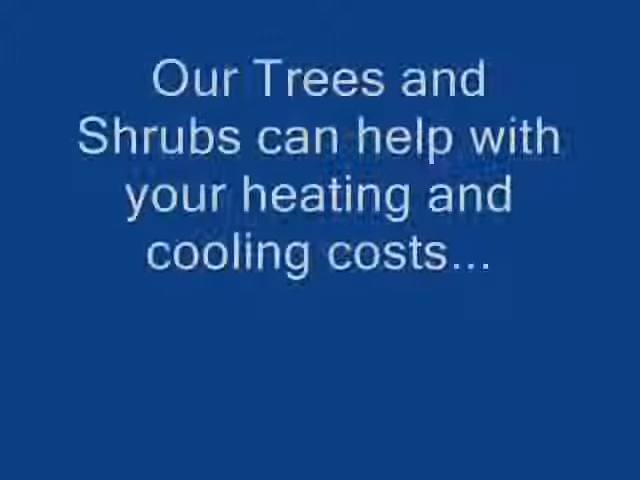 Our Trees and
Shrubs can help with
your heating and
cooling costs...